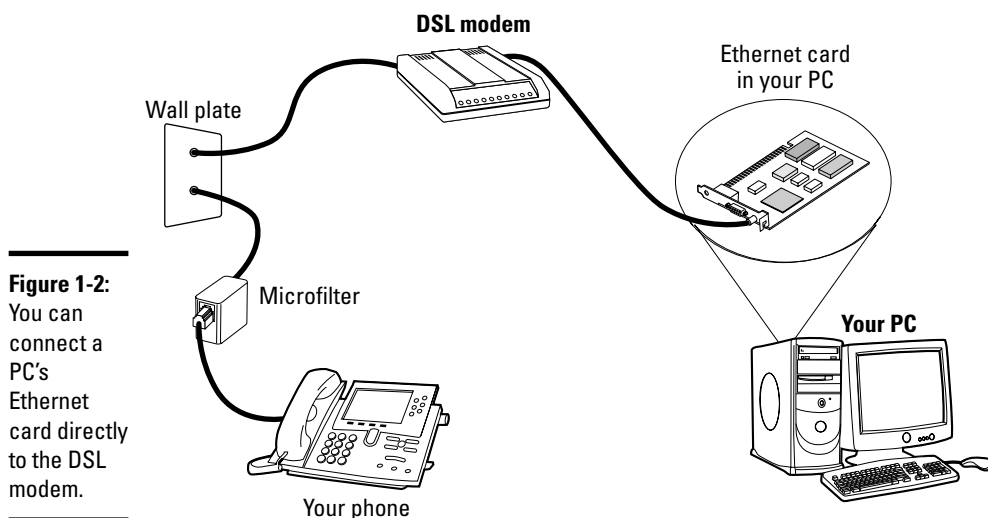 DSL modem
Ethernet card
in your PC
Wall plate
Microfilter
Your PC
Your phone
Figure 1-2:
You can
connect a
PC’s
Ethernet
card directly
to the DSL
modem.